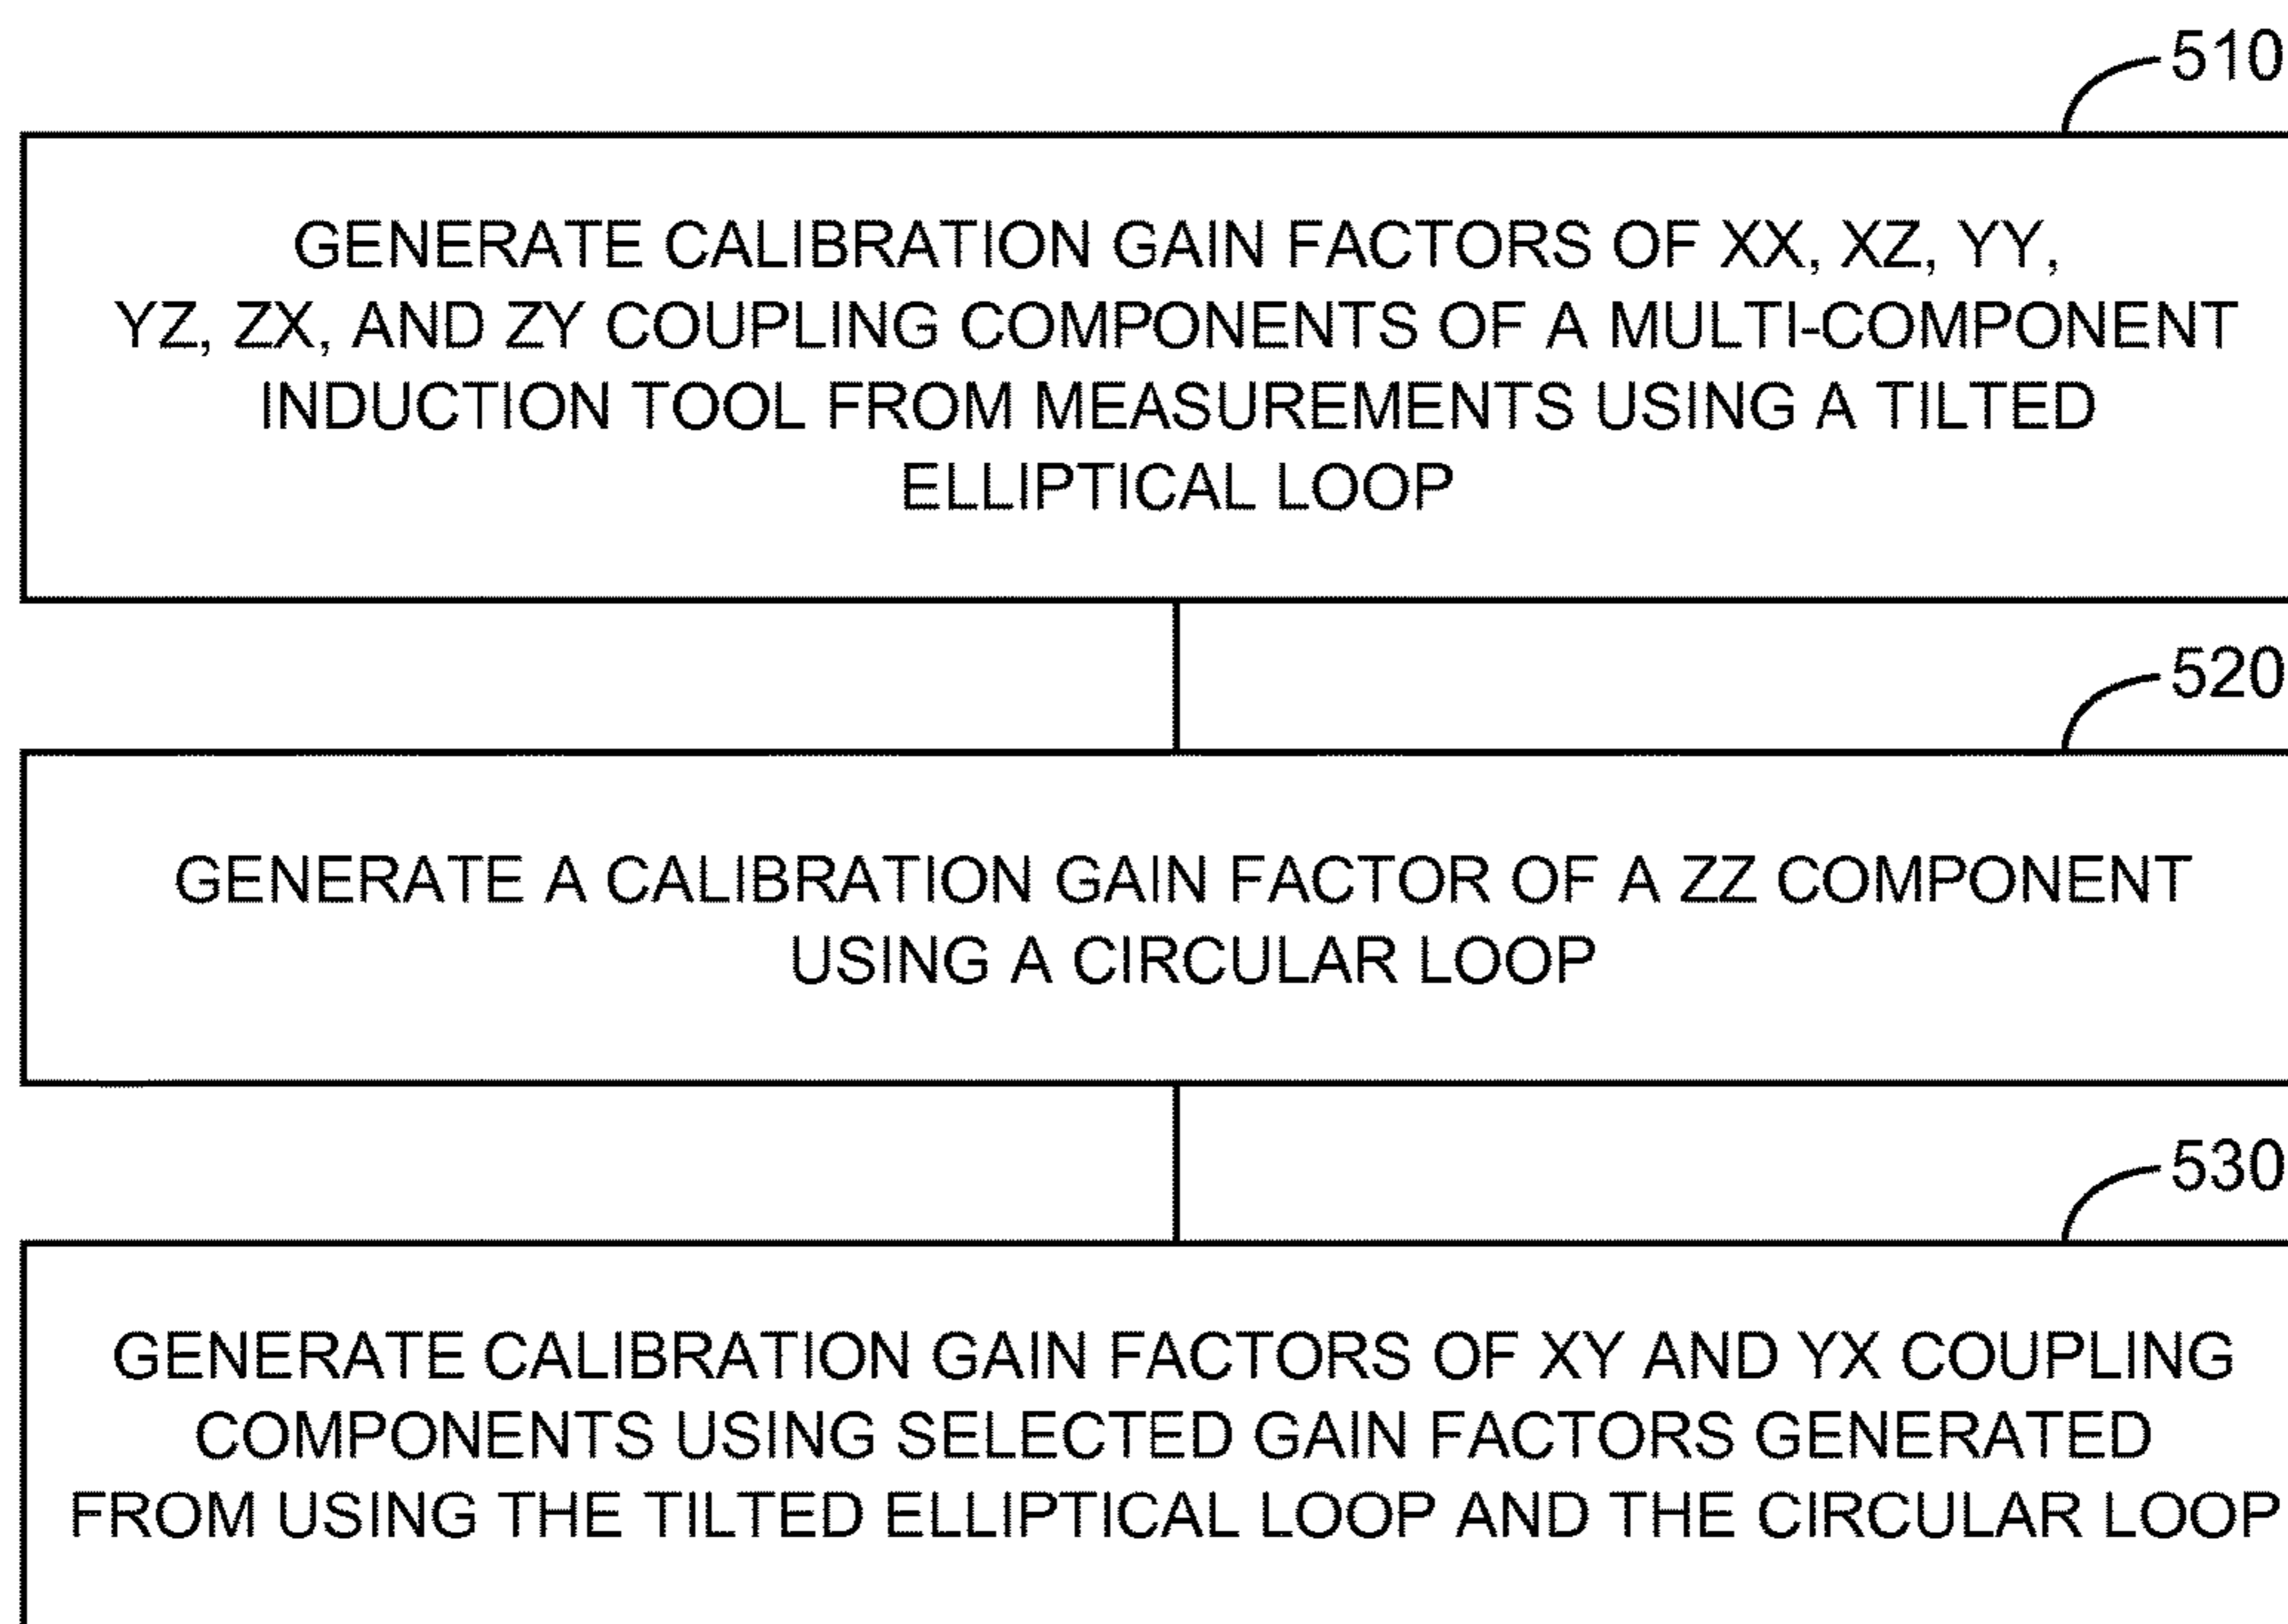 510
GENERATE CALIBRATION GAIN FACTORS OF XX, XZ, YY,
YZ, ZX, AND ZY COUPLING COMPONENTS OF A MULTI-COMPONENT
INDUCTION TOOL FROM MEASUREMENTS USING A TILTED
ELLIPTICAL LOOP
520
GENERATE A CALIBRATION GAIN FACTOR OF A ZZ COMPONENT
USING A CIRCULAR LOOP
530
GENERATE CALIBRATION GAIN FACTORS OF XY AND YX COUPLING
COMPONENTS USING SELECTED GAIN FACTORS GENERATED
FROM USING THE TILTED ELLIPTICAL LOOP AND THE CIRCULAR LOOP